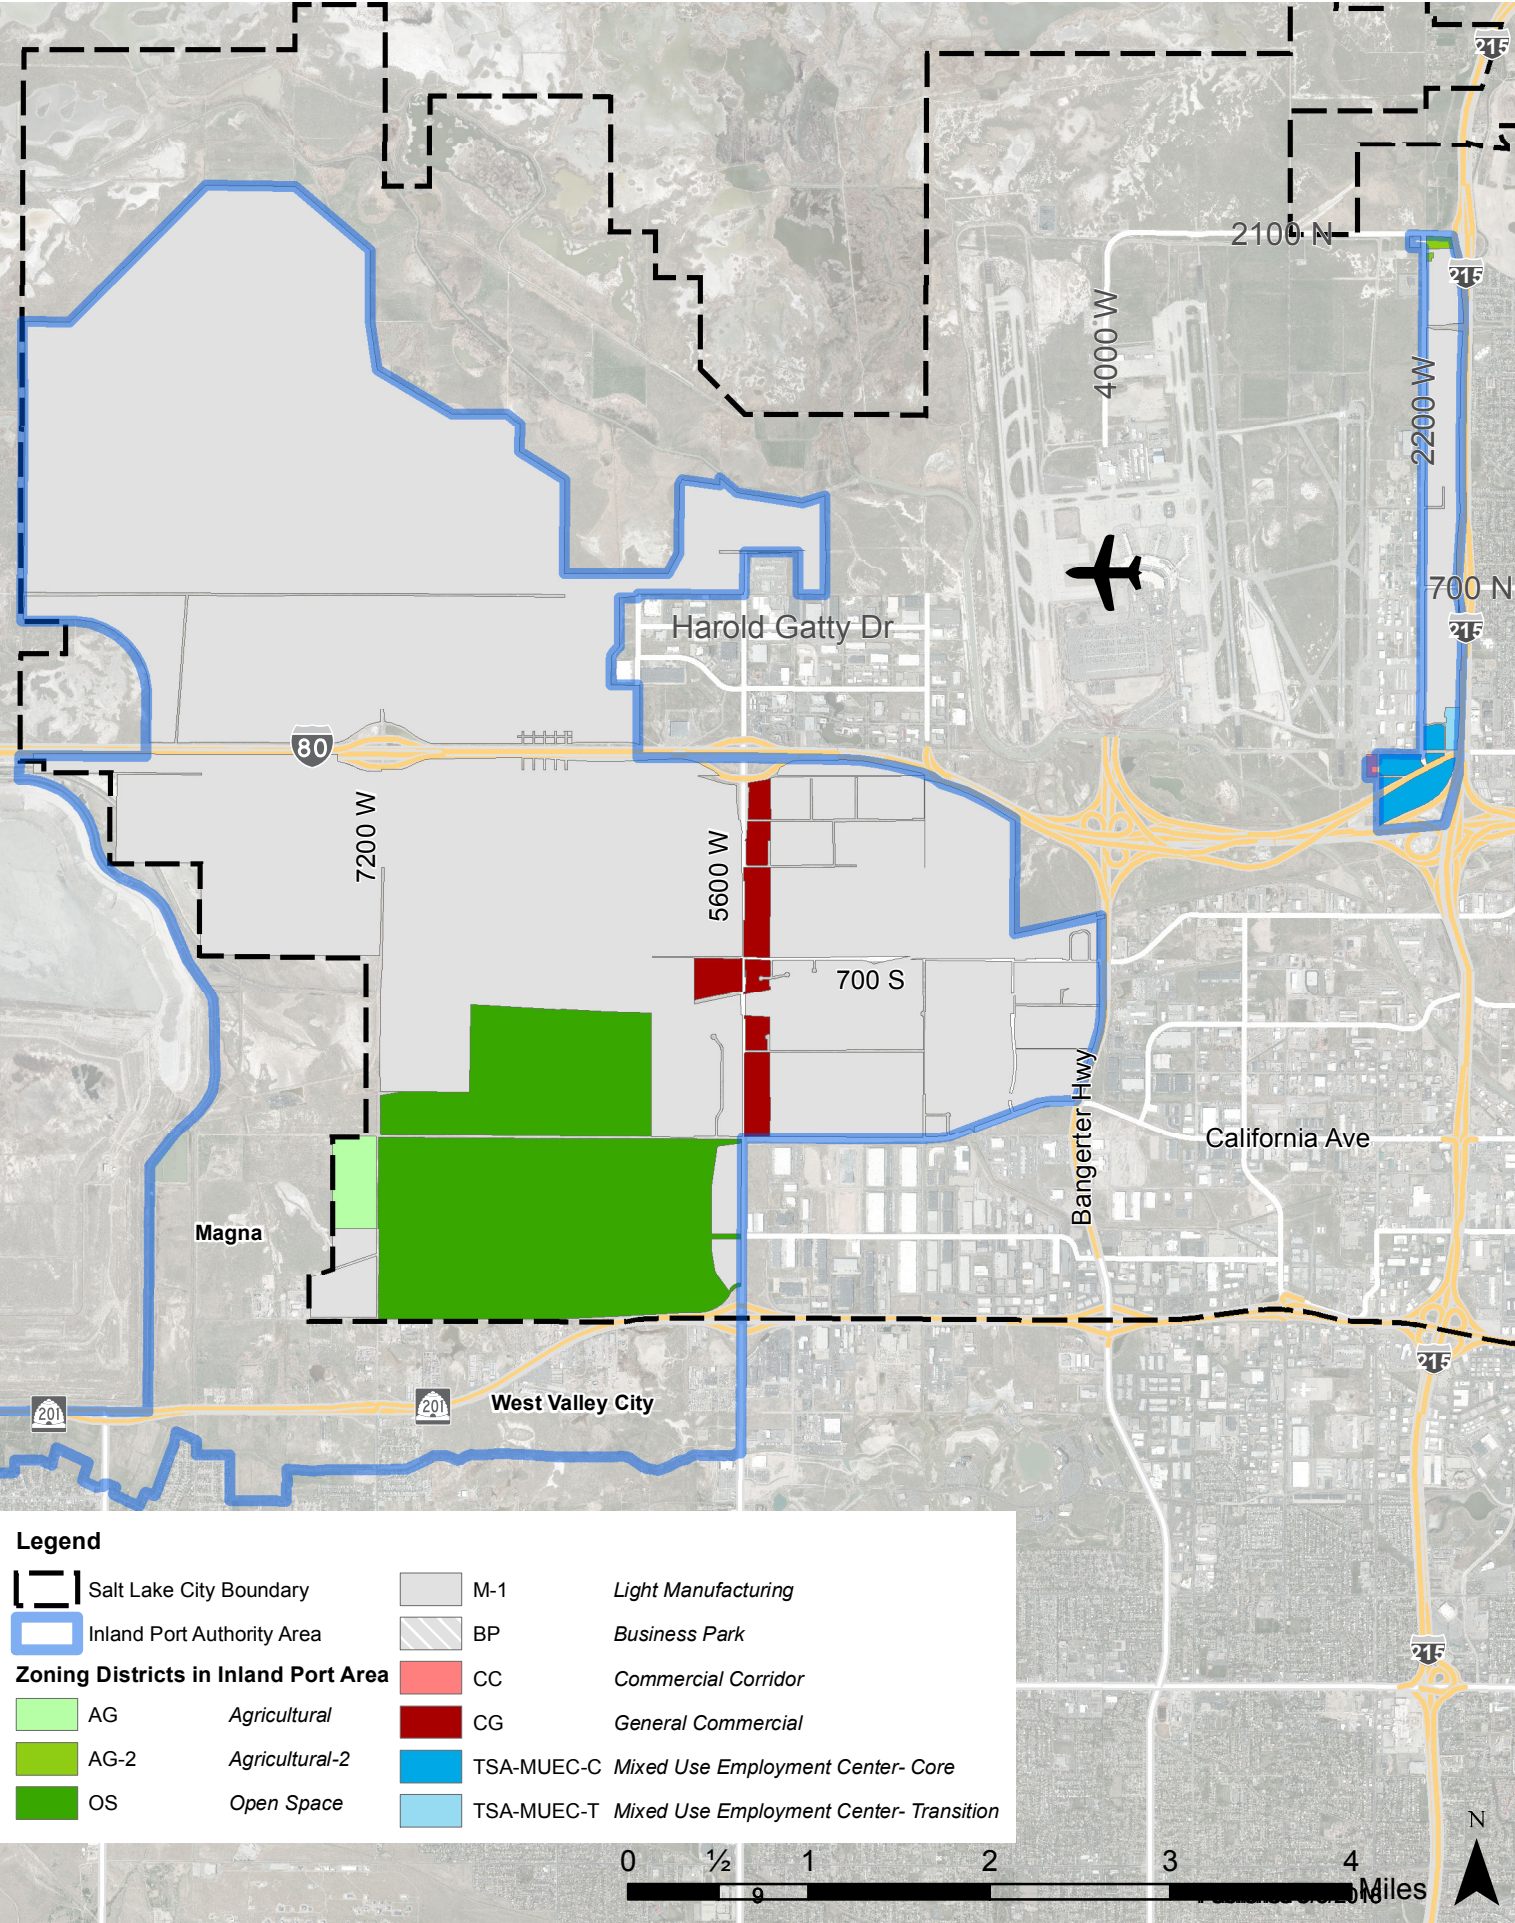 215
2100 N
215
4000 W
2200 W
700 N
Harold Gatty Dr
215
80
7200 W
5600 W
700 S
Bangerter Hwy
California Ave
Magna
215
201
201
West Valley City
Legend
Salt Lake City Boundary
Inland Port Authority Area
Zoning Districts in Inland Port Area
AG Agricultural
AG-2 Agricultural-2
OS Open Space
M-1 Light Manufacturing
BP Business Park
CC Commercial Corridor
CG General Commercial
TSA-MUEC-C Mixed Use Employment Center- Core
TSA-MUEC-T Mixed Use Employment Center- Transition
215
N
0 ½ 1 2 3 4
Miles
9